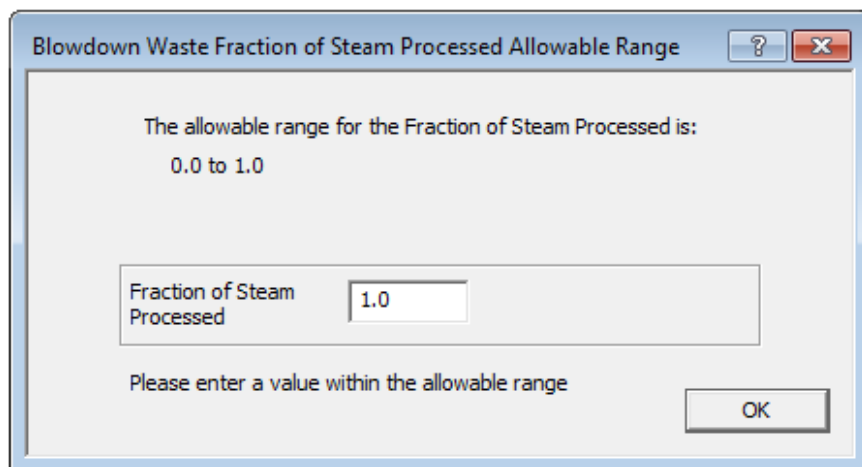 Blowdown Waste Fraction of Steam Processed Allowable Range
The allowable range for the Fraction of Steam Processed is:
0.0 to 1.0
Fraction of Steam
Processed
1.0
Please enter a value within the allowable range
OK